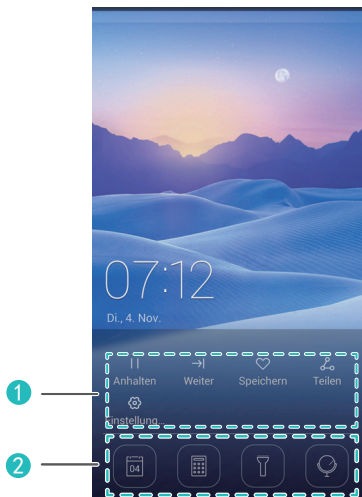 07:12
Di., 4. Nov.
Anhalten Weiter Speichern Teilen
1
Einstellung...
2
04